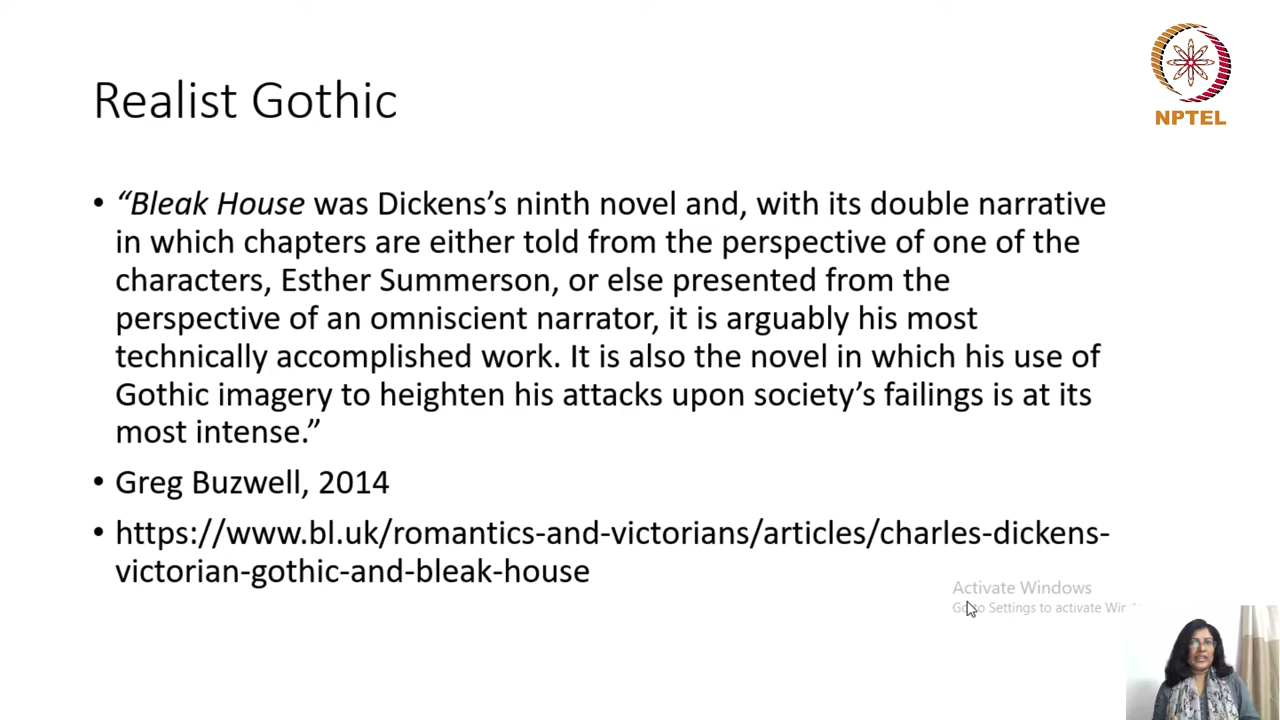 Realist Gothic
NPTEL
• “Bleak House was Dickens’s ninth novel and, with its double narrative
in which chapters are either told from the perspective of one of the
characters, Esther Summerson, or else presented from the
perspective of an omniscient narrator, it is arguably his most
technically accomplished work. It is also the novel in which his use of
Gothic imagery to heighten his attacks upon society’s failings is at its
most intense.”
• Greg Buzwell, 2014
• https://www.bl.uk/romantics-and-victorians/articles/charles-dickens-
victorian-gothic-and-bleak-house
Activate Windows
Settings to activate